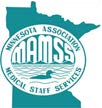 MINNESOTA ASSOCIATION
MAMSS
MEDICAL STAFF SERVICES